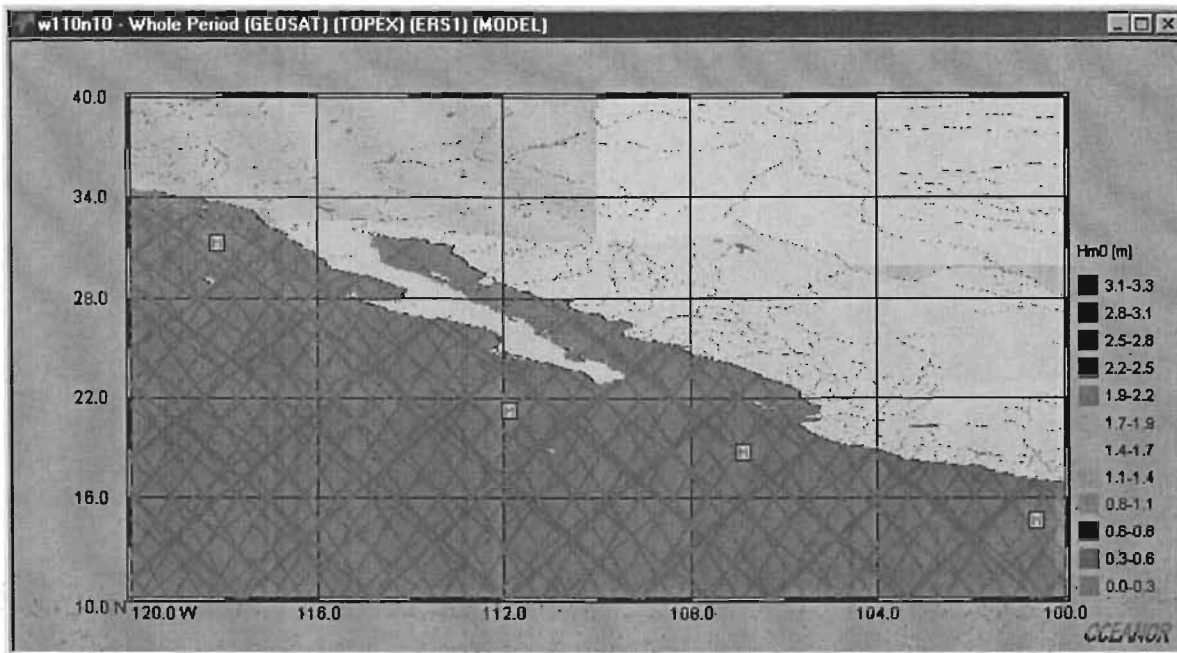 w110n10 - Whole Period (GEOSAT) (TOPEX) (ERS1) (MODEL)
40.0
34.0
28.0
22.0
16.0
10.0 N
120.0 W
116.0
112.0
108.0
104.0
100.0
M
M
M
M
Hm0 [m]
3.1-3.3
2.8-3.1
2.5-2.8
2.2-2.5
1.9-2.2
1.7-1.9
1.4-1.7
1.1-1.4
0.8-1.1
0.6-0.8
0.3-0.6
0.0-0.3
OCEANOR